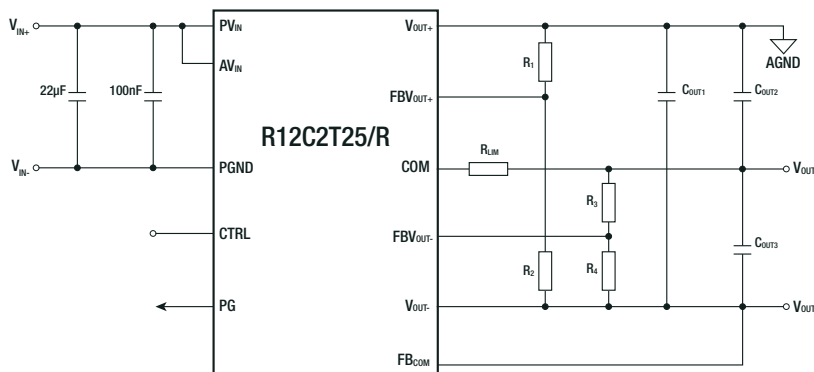 VIN+
PVIN
VOUT+
R1
AGND
AVIN
22µF
100nF
FBVOUT+
COUT1
COUT2
R12C2T25/R
VIN-
PGND
COM
RLIM
VOUT
R3
CTRL
FBVOUT-
COUT3
R2
R4
PG
VOUT-
VOUT
FBCOM